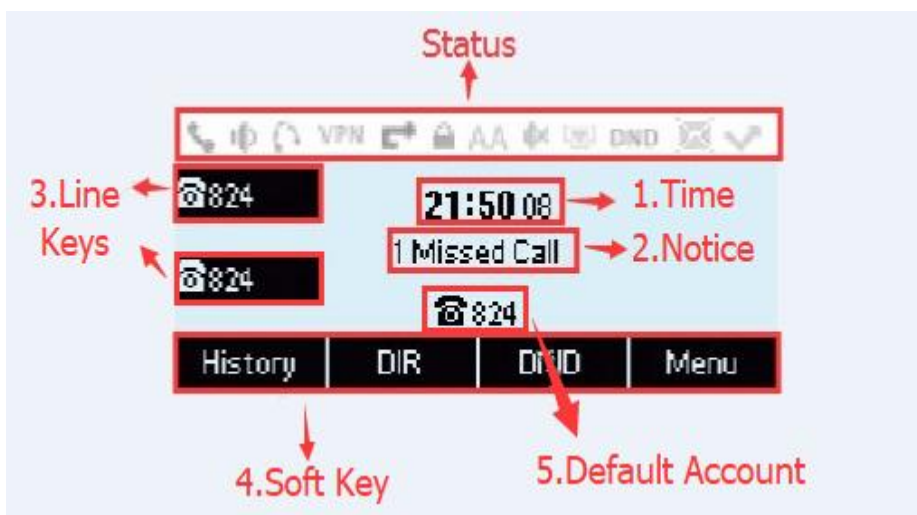 Status
VPN AA DND
3.Line Keys
824
21:50 08
1.Time
1 Missed Call
2.Notice
824
824
History DIR DND Menu
4.Soft Key
5.Default Account